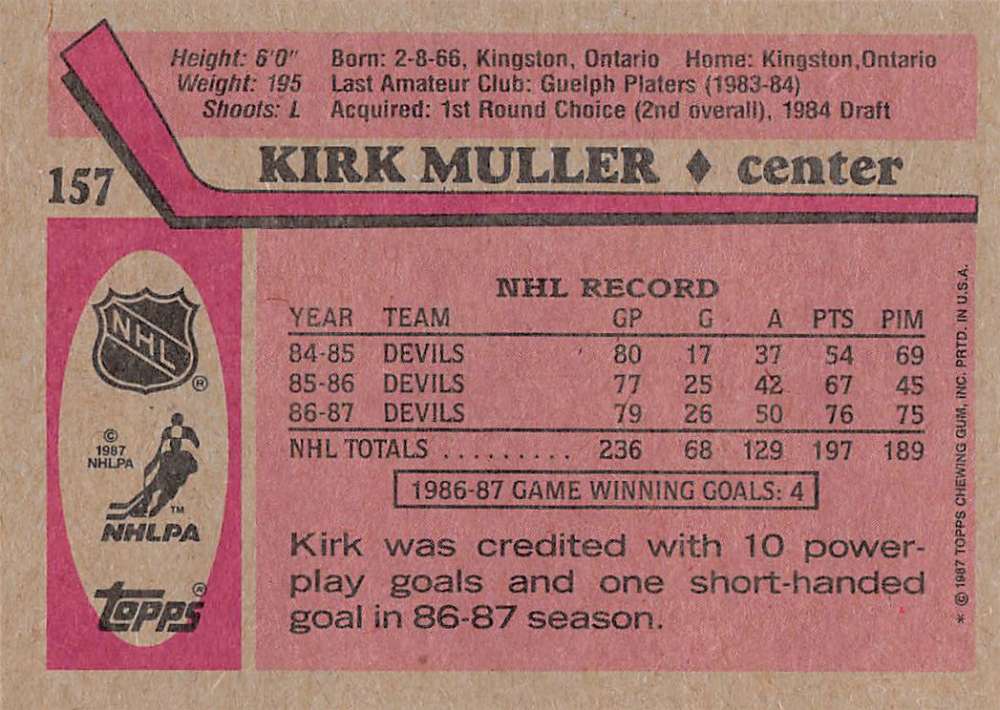 Height: 6'0" Born: 2-8-66, Kingston, Ontario Home: Kingston,Ontario
Weight: 195 Last Amateur Club: Guelph Platers (1983-84)
Shoots: L Acquired: 1st Round Choice (2nd overall), 1984 Draft
157 KIRK MULLER ♦ center
NHL
®
© 1987
NHLPA
TM
NHLPA
topps®
NHL RECORD
YEAR TEAM GP G A PTS PIM
84-85 DEVILS 80 17 37 54 69
85-86 DEVILS 77 25 42 67 45
86-87 DEVILS 79 26 50 76 75
NHL TOTALS . . . . . . . . . 236 68 129 197 189
1986-87 GAME WINNING GOALS: 4
Kirk was credited with 10 power-
play goals and one short-handed
goal in 86-87 season.
* © 1987 TOPPS CHEWING GUM, INC. PRTD. IN U.S.A.